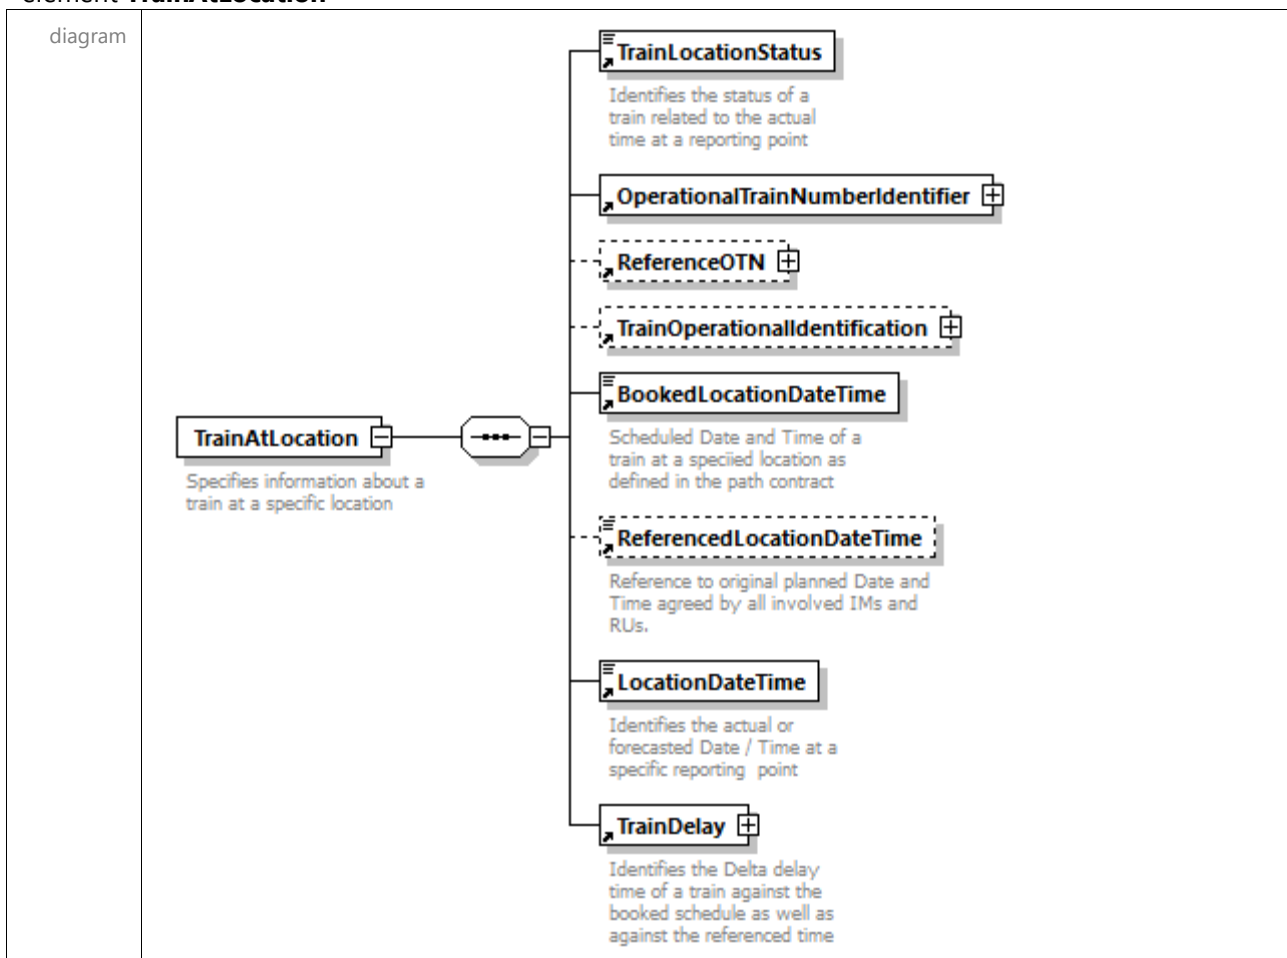 element TrainAtLocation
diagram
TrainLocationStatus
Identifies the status of a
train related to the actual
time at a reporting point
OperationalTrainNumberIdentifier
ReferenceOTN
TrainOperationalIdentification
BookedLocationDateTime
Scheduled Date and Time of a
train at a speciied location as
defined in the path contract
TrainAtLocation
Specifies information about a
train at a specific location
ReferencedLocationDateTime
Reference to original planned Date and
Time agreed by all involved IMs and
RUs.
LocationDateTime
Identifies the actual or
forecasted Date / Time at a
specific reporting  point
TrainDelay
Identifies the Delta delay
time of a train against the
booked schedule as well as
against the referenced time